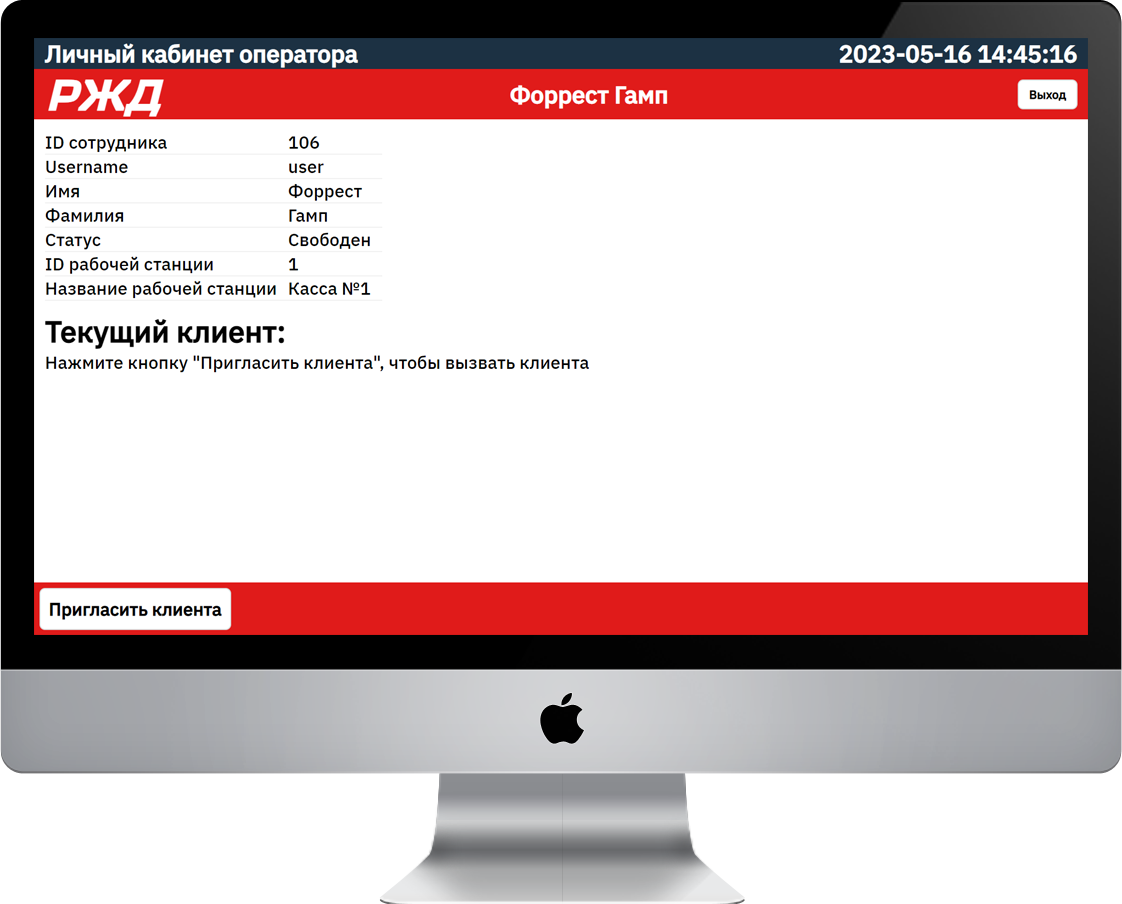 Личный кабинет оператора 2023-05-16 14:45:16
РЖД Форрест Гамп Выход
ID сотрудника 106
Username user
Имя Форрест
Фамилия Гамп
Статус Свободен
ID рабочей станции 1
Название рабочей станции Касса №1
Текущий клиент:
Нажмите кнопку "Пригласить клиента", чтобы вызвать клиента
Пригласить клиента